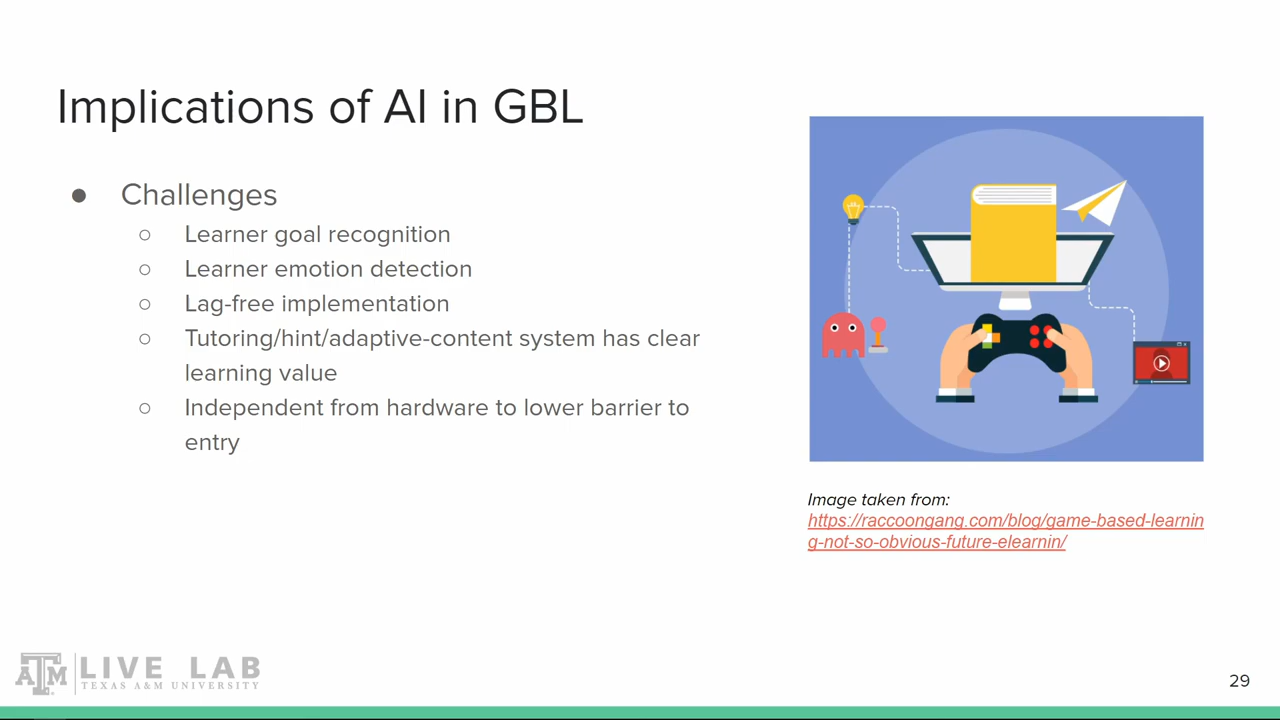 Implications of AI in GBL
● Challenges
○ Learner goal recognition
○ Learner emotion detection
○ Lag-free implementation
○ Tutoring/hint/adaptive-content system has clear
learning value
○ Independent from hardware to lower barrier to
entry
Image taken from:
https://raccoongang.com/blog/game-based-learnin
g-not-so-obvious-future-elearnin/
ATM LIVE LAB
TEXAS A&M UNIVERSITY
29